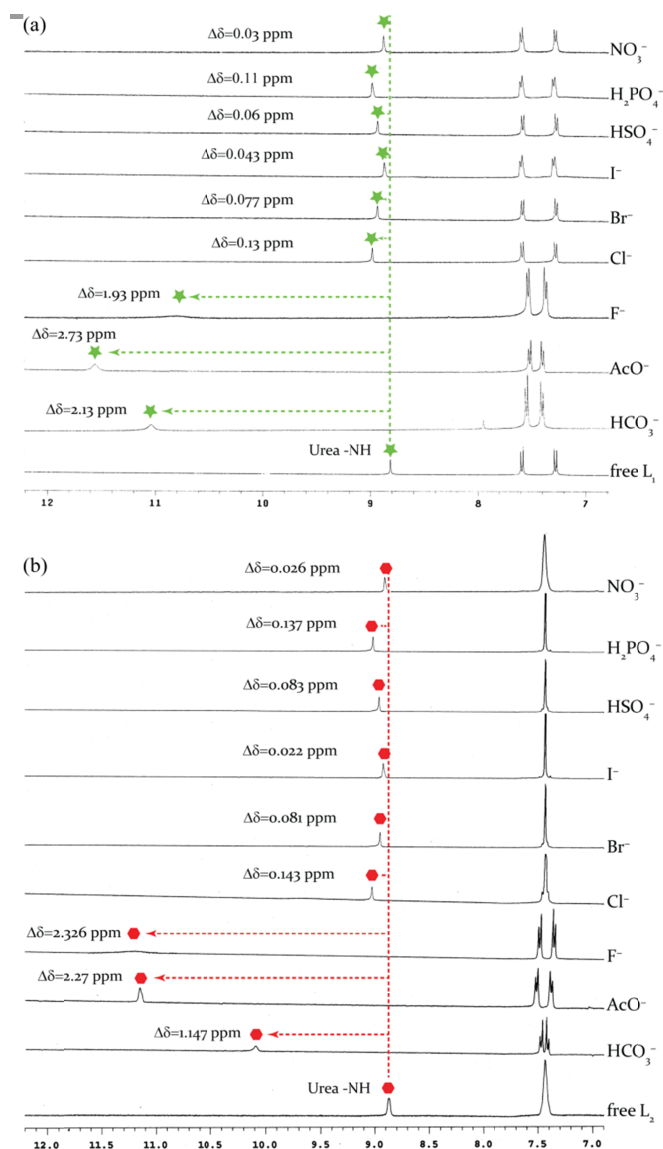 (a)
Δδ=0.03 ppm NO₃⁻
Δδ=0.11 ppm H₂PO₄⁻
Δδ=0.06 ppm HSO₄⁻
Δδ=0.043 ppm I⁻
Δδ=0.077 ppm Br⁻
Δδ=0.13 ppm Cl⁻
Δδ=1.93 ppm F⁻
Δδ=2.73 ppm AcO⁻
Δδ=2.13 ppm HCO₃⁻
Urea -NH free L₁
12 11 10 9 8 7
(b)
Δδ=0.026 ppm NO₃⁻
Δδ=0.137 ppm H₂PO₄⁻
Δδ=0.083 ppm HSO₄⁻
Δδ=0.022 ppm I⁻
Δδ=0.081 ppm Br⁻
Δδ=0.143 ppm Cl⁻
Δδ=2.326 ppm F⁻
Δδ=2.27 ppm AcO⁻
Δδ=1.147 ppm HCO₃⁻
Urea -NH free L₂
12.0 11.5 11.0 10.5 10.0 9.5 9.0 8.5 8.0 7.5 7.0